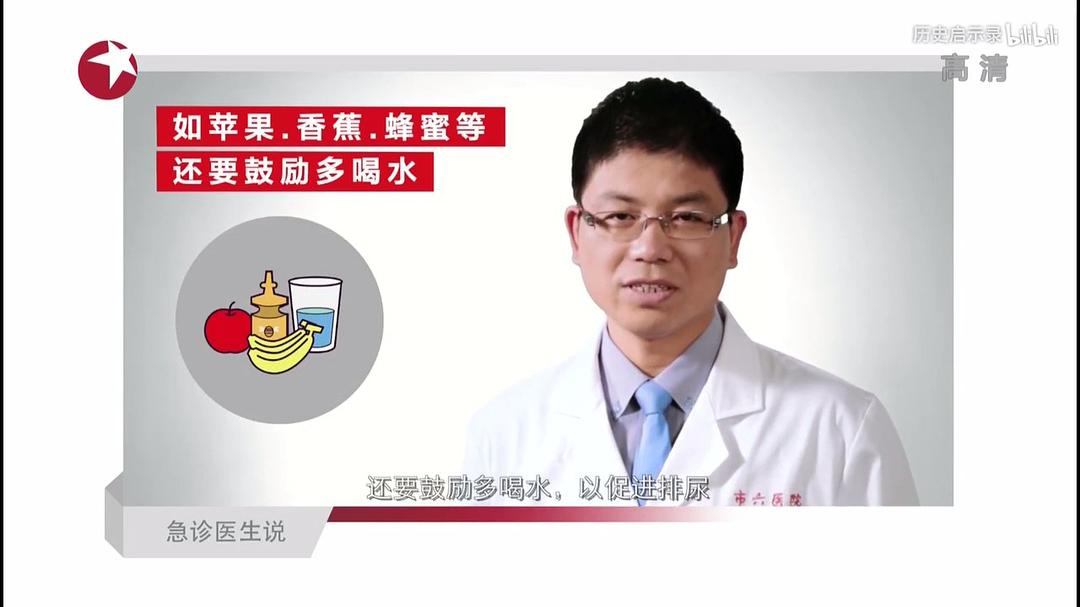 历史启示录 bilibili
高清
如苹果.香蕉.蜂蜜等
还要鼓励多喝水
还要鼓励多喝水，以促进排尿
市六医院
急诊医生说